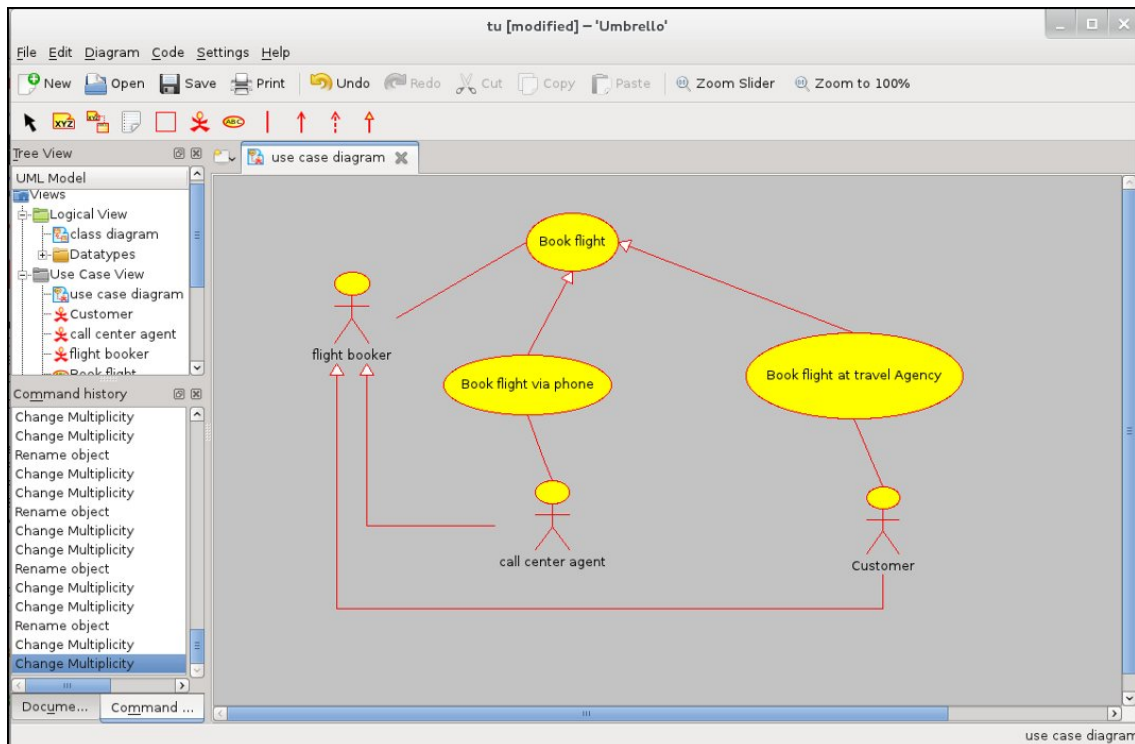 tu [modified] – 'Umbrello'
File Edit Diagram Code Settings Help
New Open Save Print Undo Redo Cut Copy Paste Zoom Slider Zoom to 100%
XYZ ABC
Tree View
UML Model
Views
Logical View
class diagram
Datatypes
Use Case View
use case diagram
Customer
call center agent
flight booker
Book flight
Command history
Change Multiplicity
Change Multiplicity
Rename object
Change Multiplicity
Change Multiplicity
Rename object
Change Multiplicity
Change Multiplicity
Rename object
Change Multiplicity
Change Multiplicity
Rename object
Change Multiplicity
Change Multiplicity
Docume... Command ...
use case diagram
Book flight
flight booker
Book flight via phone
Book flight at travel Agency
call center agent
Customer
use case diagram